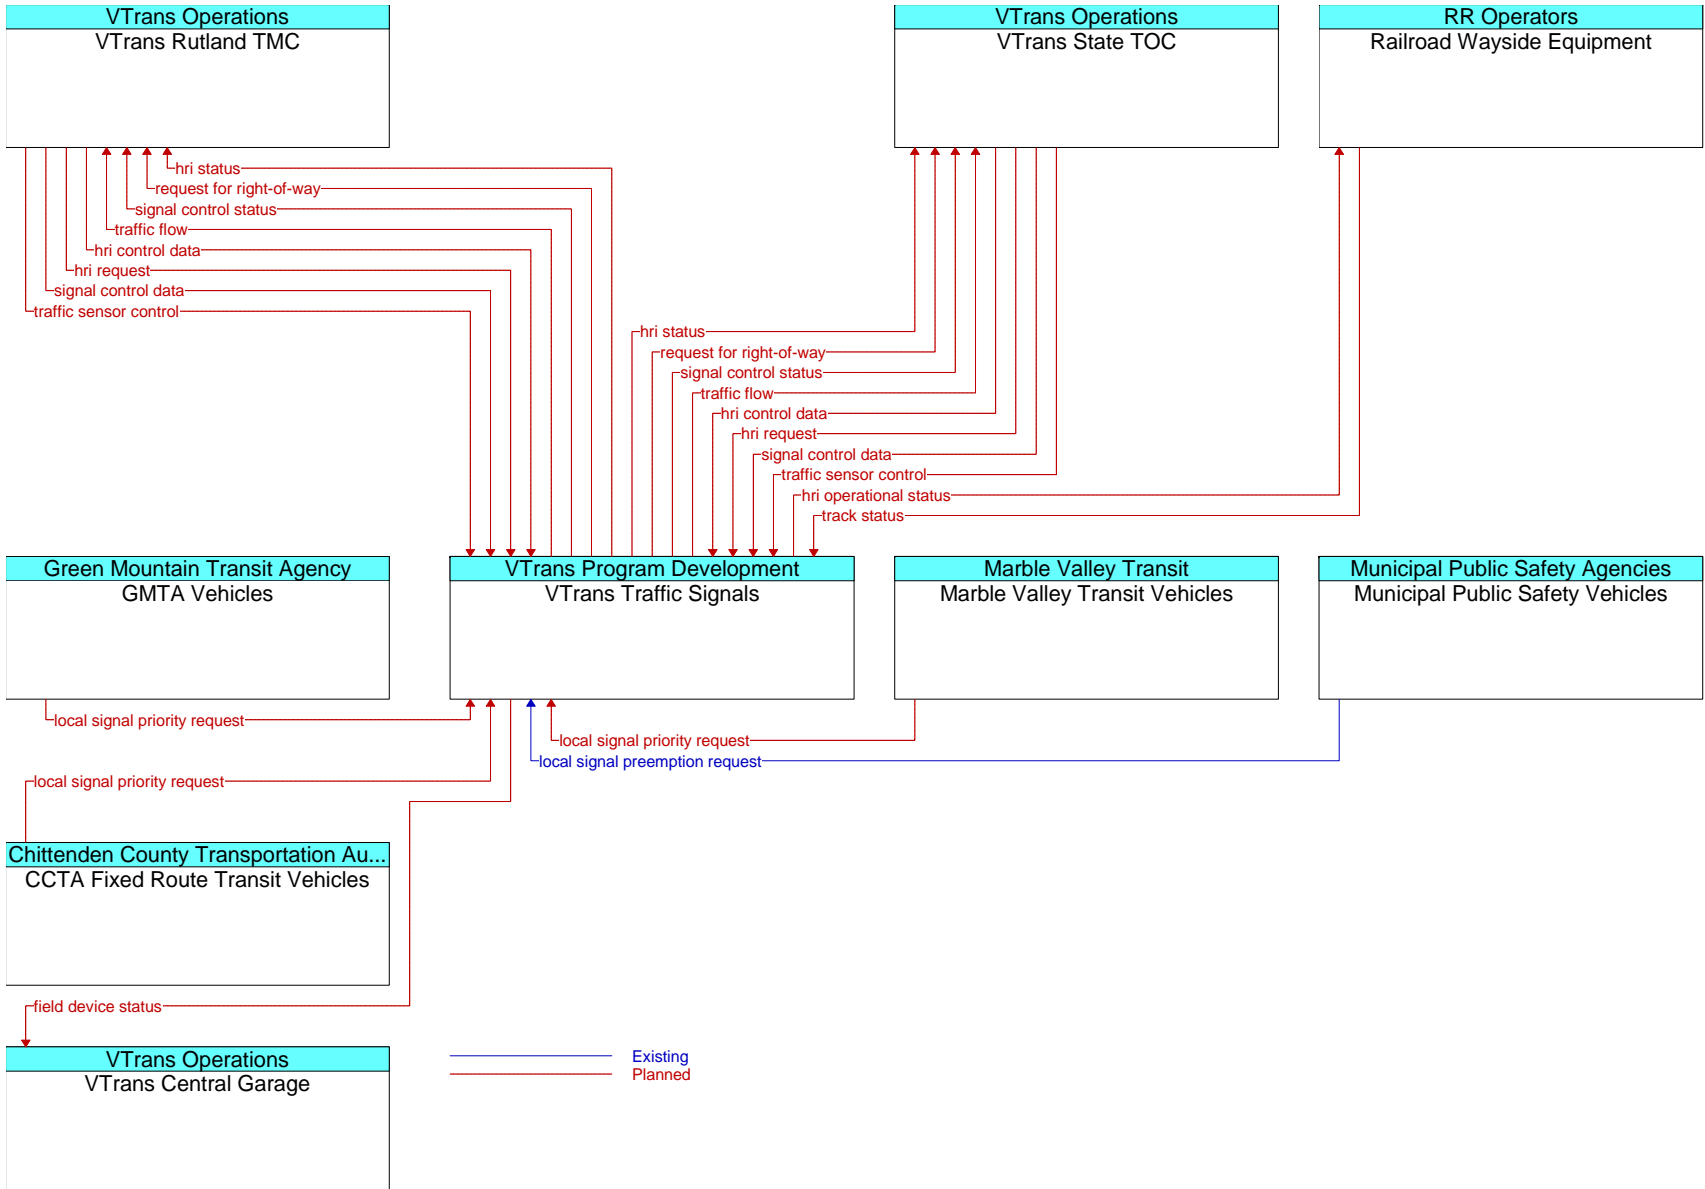 VTrans Operations
VTrans Rutland TMC
VTrans Operations
VTrans State TOC
RR Operators
Railroad Wayside Equipment
hri status
request for right-of-way
signal control status
traffic flow
hri control data
hri request
signal control data
traffic sensor control
hri status
request for right-of-way
signal control status
traffic flow
hri control data
hri request
signal control data
traffic sensor control
hri operational status
track status
Green Mountain Transit Agency
GMTA Vehicles
VTrans Program Development
VTrans Traffic Signals
Marble Valley Transit
Marble Valley Transit Vehicles
Municipal Public Safety Agencies
Municipal Public Safety Vehicles
local signal priority request
local signal priority request
local signal preemption request
local signal priority request
Chittenden County Transportation Au...
CCTA Fixed Route Transit Vehicles
field device status
VTrans Operations
VTrans Central Garage
Existing
Planned